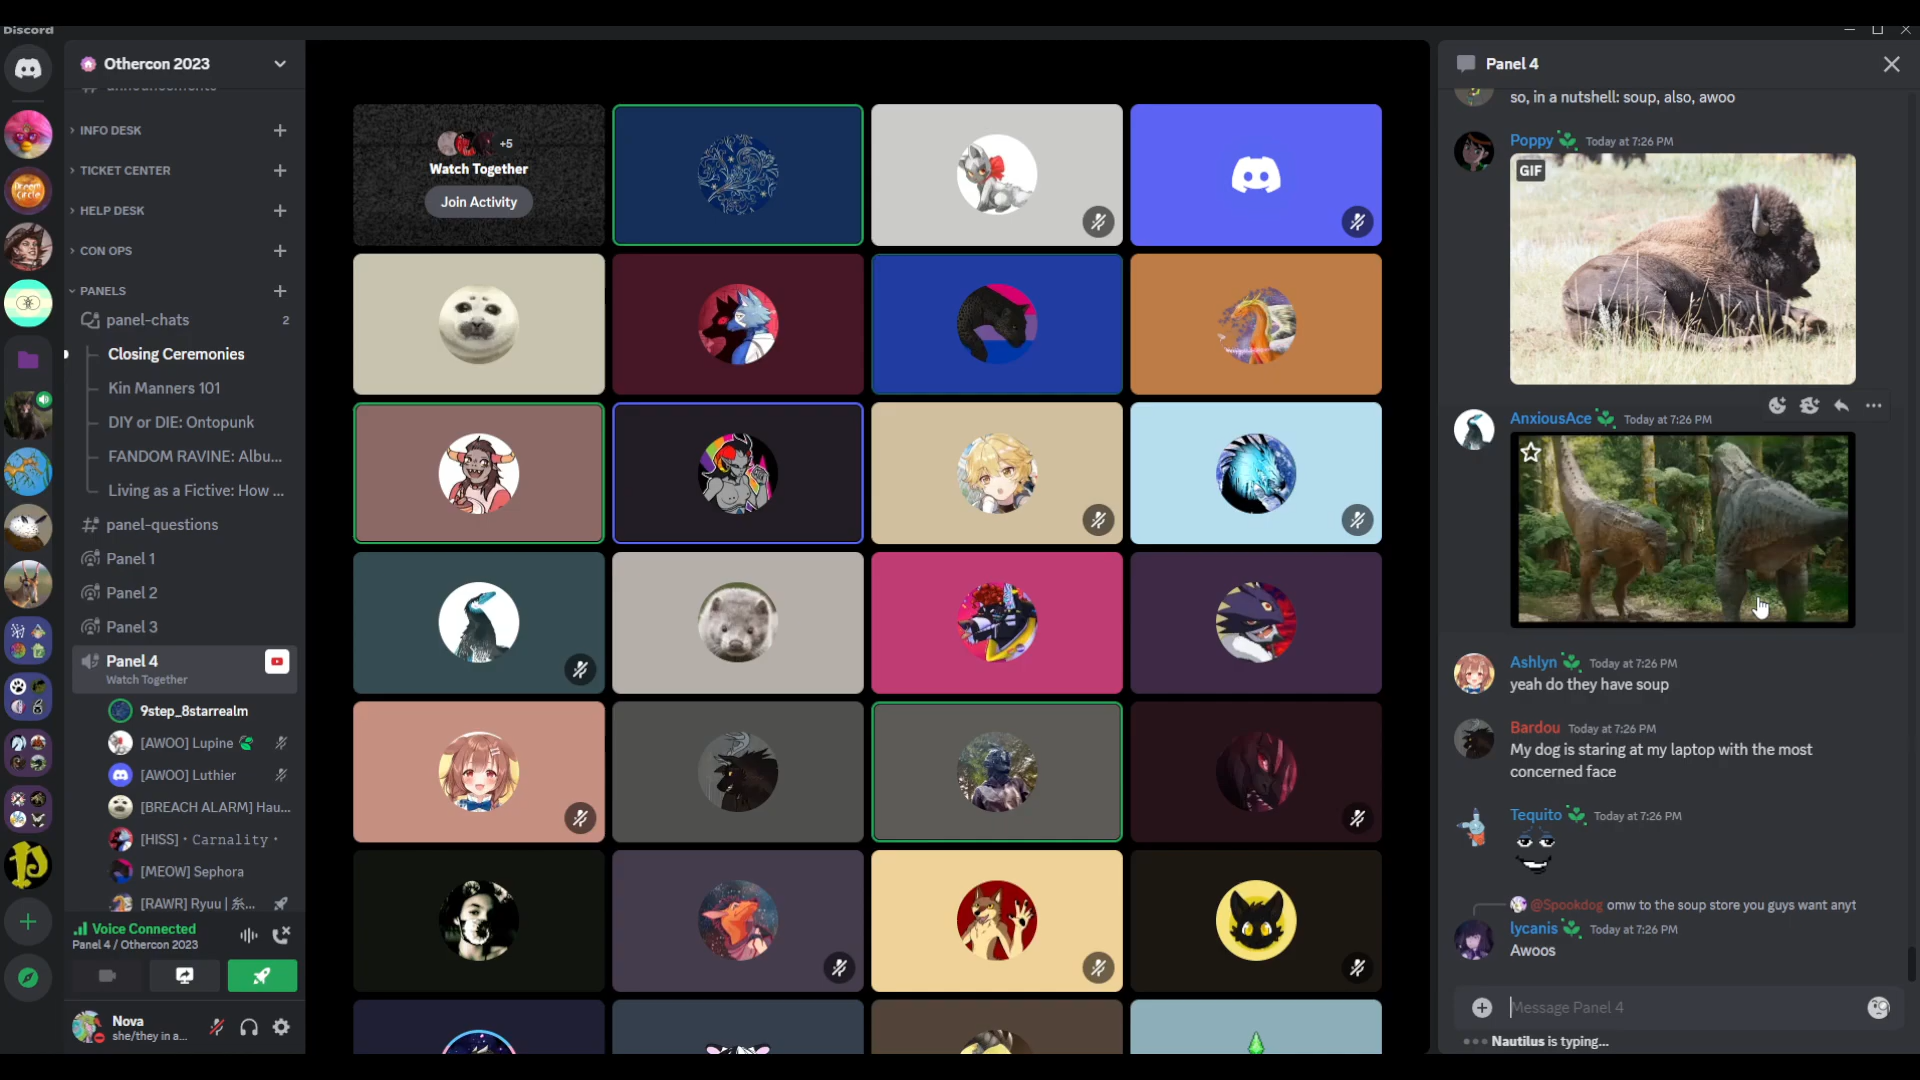 Discord
Othercon 2023
announcements
INFO DESK
TICKET CENTER
HELP DESK
CON OPS
PANELS
panel-chats 2
Closing Ceremonies
Kin Manners 101
DIY or DIE: Ontopunk
FANDOM RAVINE: Albu...
Living as a Fictive: How ...
panel-questions
Panel 1
Panel 2
Panel 3
Panel 4
Watch Together
9step_8starrealm
[AWOO] Lupine
[AWOO] Luthier
[BREACH ALARM] Hau...
[HISS]・Carnality・
[MEOW] Sephora
[RAWR] Ryuu | 糸...
Voice Connected
Panel 4 / Othercon 2023
Nova
she/they in a...
Dream
Circle
+5
Watch Together
Join Activity
Panel 4
so, in a nutshell: soup, also, awoo
Poppy Today at 7:26 PM
GIF
AnxiousAce Today at 7:26 PM
Ashlyn Today at 7:26 PM
yeah do they have soup
Bardou Today at 7:26 PM
My dog is staring at my laptop with the most
concerned face
Tequito Today at 7:26 PM
@Spookdog omw to the soup store you guys want anyt
lycanis Today at 7:26 PM
Awoos
Message Panel 4
Nautilus is typing...